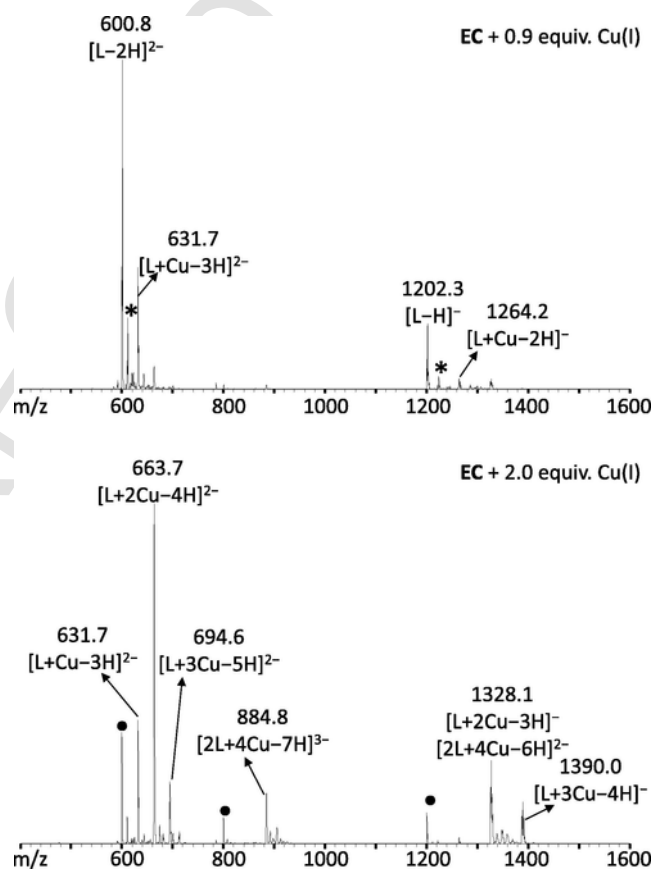 600.8
[L−2H]²⁻
EC + 0.9 equiv. Cu(I)
631.7
[L+Cu−3H]²⁻
*
1202.3
[L−H]⁻
1264.2
[L+Cu−2H]⁻
*
m/z 600 800 1000 1200 1400 1600
663.7
[L+2Cu−4H]²⁻
EC + 2.0 equiv. Cu(I)
631.7
[L+Cu−3H]²⁻
694.6
[L+3Cu−5H]²⁻
884.8
[2L+4Cu−7H]³⁻
1328.1
[L+2Cu−3H]⁻
[2L+4Cu−6H]²⁻
1390.0
[L+3Cu−4H]⁻
m/z 600 800 1000 1200 1400 1600